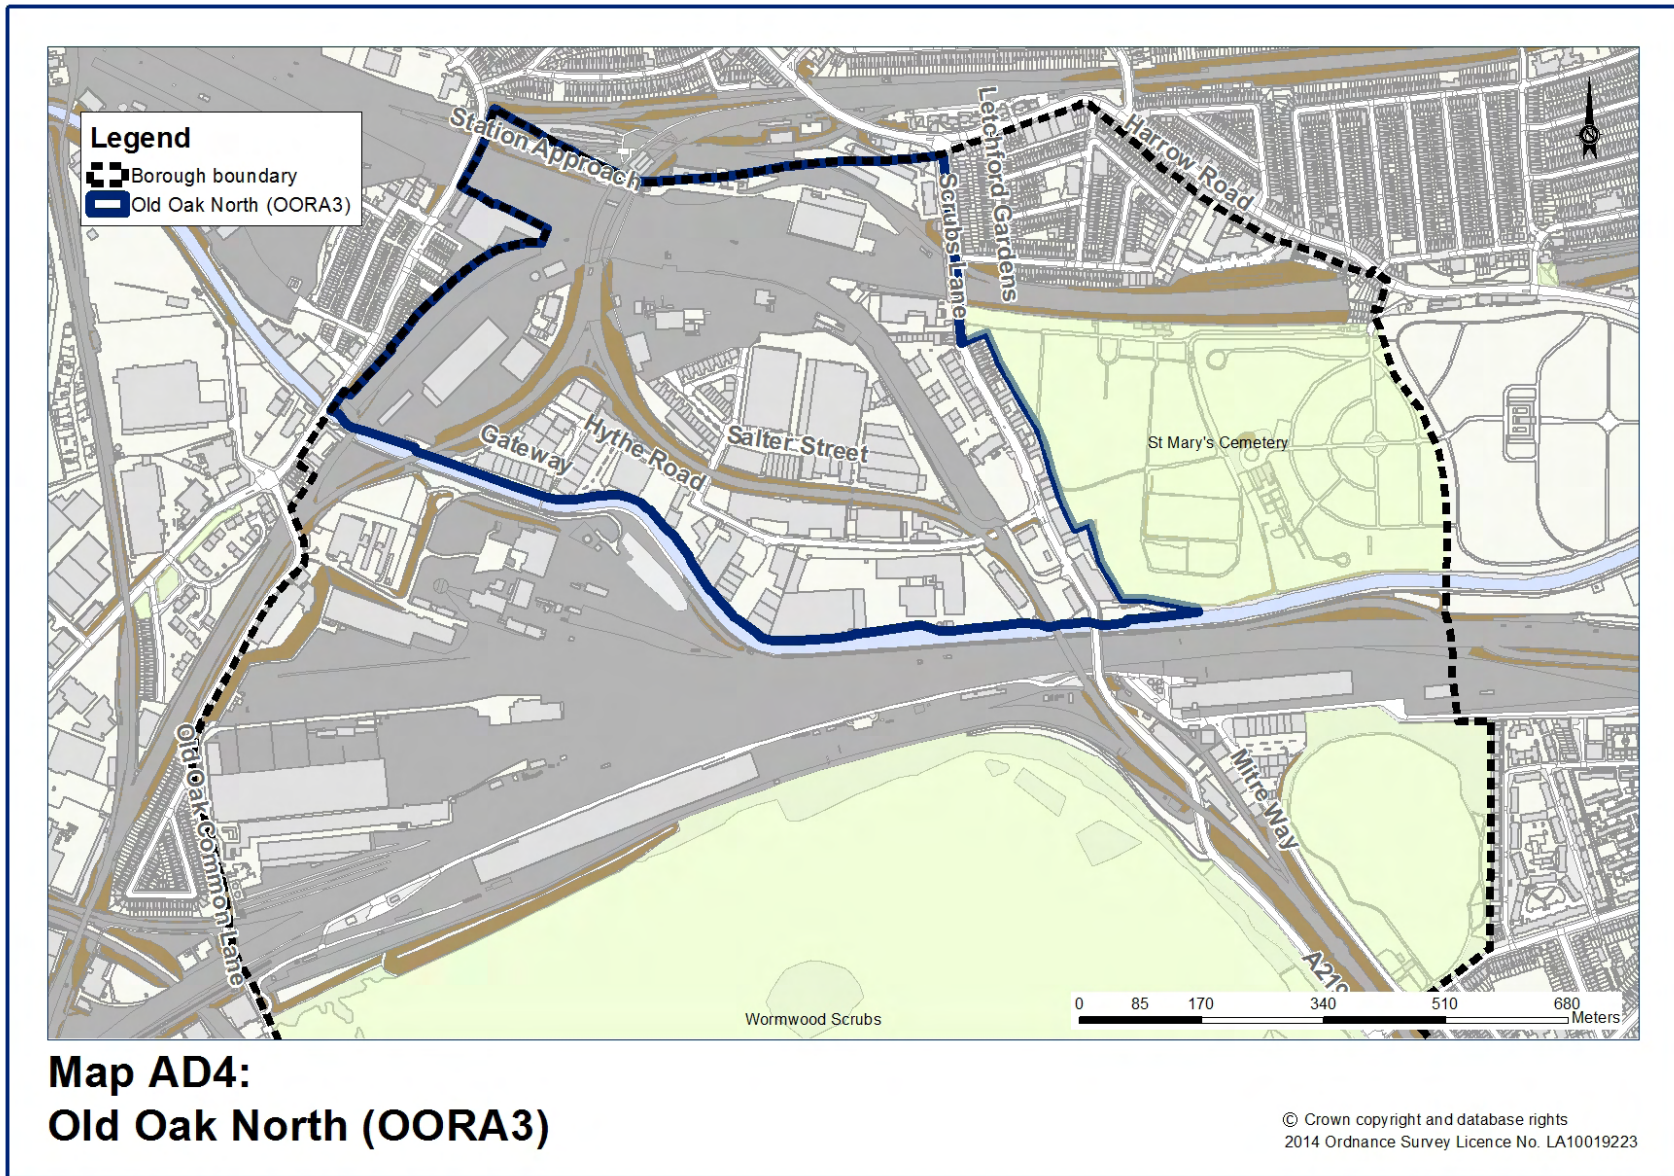 Legend
Borough boundary
Old Oak North (OORA3)
Station Approach
Letchford Gardens
Harrow Road
Scrubs Lane
N
St Mary's Cemetery
Gateway
Hythe Road
Salter Street
Old Oak Common Lane
Mitre Way
A219
Wormwood Scrubs
0 85 170 340 510 680
Meters
Map AD4:
Old Oak North (OORA3)
© Crown copyright and database rights
2014 Ordnance Survey Licence No. LA10019223